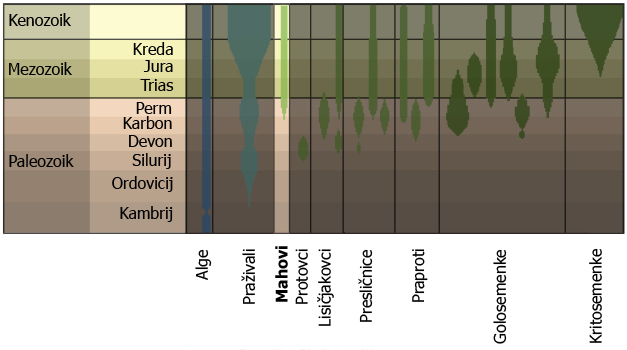 Kenozoik
Mezozoik
Kreda
Jura
Trias
Paleozoik
Perm
Karbon
Devon
Silurij
Ordovicij
Kambrij
Alge
Praživali
Mahovi
Protovci
Lisičjakovci
Presličnice
Praproti
Golosemenke
Kritosemenke